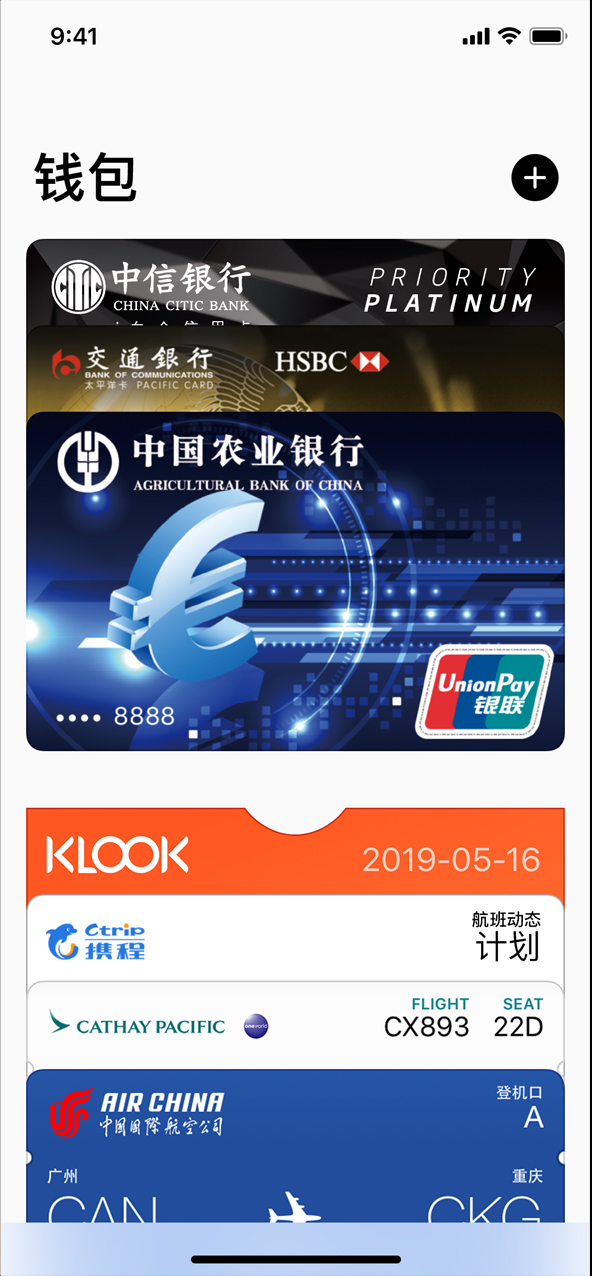 9:41
钱包
中信银行
CHINA CITIC BANK
PRIORITY
PLATINUM
交通銀行
BANK OF COMMUNICATIONS
太平洋卡 PACIFIC CARD
HSBC
中国农业银行
AGRICULTURAL BANK OF CHINA
•••• 8888
UnionPay
银联
KLOOK
2019-05-16
Ctrip
携程
航班动态
计划
CATHAY PACIFIC
oneworld
FLIGHT
CX893
SEAT
22D
AIR CHINA
中国国際航空公司
登机口
A
广州
CAN
重庆
CKG